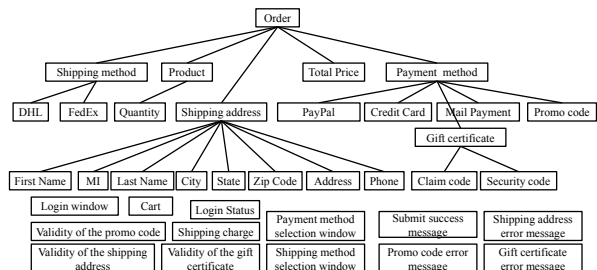 Order
Shipping method
Product
Total Price
Payment method
DHL
FedEx
Quantity
Shipping address
PayPal
Credit Card
Mail Payment
Promo code
Gift certificate
First Name
MI
Last Name
City
State
Zip Code
Address
Phone
Claim code
Security code
Login window
Cart
Login Status
Payment method
selection window
Submit success
message
Shipping address
error message
Validity of the promo code
Shipping charge
Validity of the shipping
address
Validity of the gift
certificate
Shipping method
selection window
Promo code error
message
Gift certificate
error message